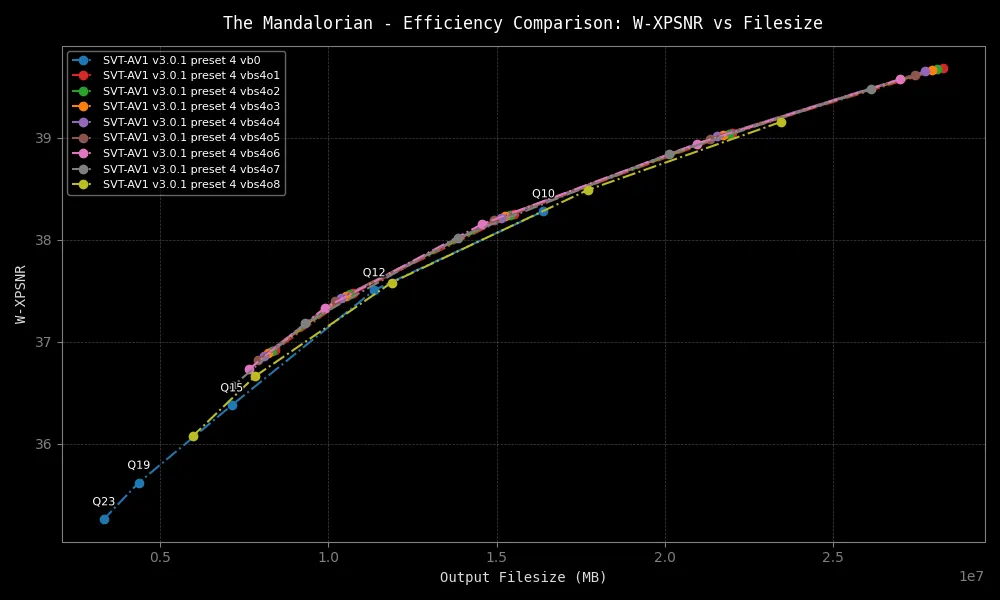 The Mandalorian - Efficiency Comparison: W-XPSNR vs Filesize
SVT-AV1 v3.0.1 preset 4 vb0
SVT-AV1 v3.0.1 preset 4 vbs4o1
SVT-AV1 v3.0.1 preset 4 vbs4o2
SVT-AV1 v3.0.1 preset 4 vbs4o3
SVT-AV1 v3.0.1 preset 4 vbs4o4
SVT-AV1 v3.0.1 preset 4 vbs4o5
SVT-AV1 v3.0.1 preset 4 vbs4o6
SVT-AV1 v3.0.1 preset 4 vbs4o7
SVT-AV1 v3.0.1 preset 4 vbs4o8
39
38
37
36
W-XPSNR
Q10
Q12
Q15
Q19
Q23
0.5
1.0
1.5
2.0
2.5
1e7
Output Filesize (MB)